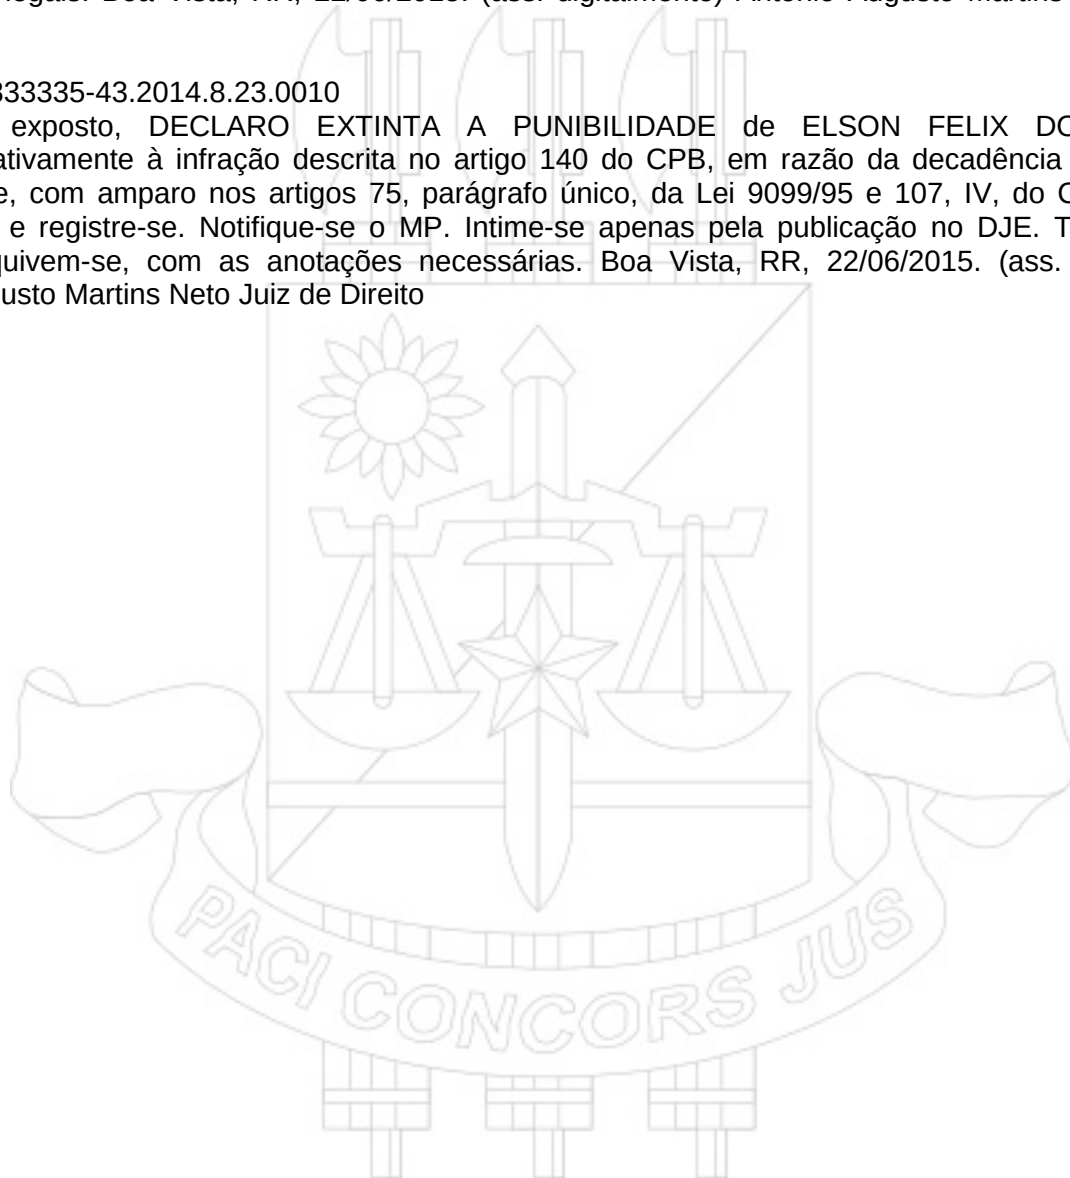 legais. Boa Vista, RR, 22/06/2015. (ass. digitalmente) Antônio Augusto Martins
333335-43.2014.8.23.0010
exposto, DECLARO EXTINTA A PUNIBILIDADE de ELSON FELIX DO
ativamente à infração descrita no artigo 140 do CPB, em razão da decadência
e, com amparo nos artigos 75, parágrafo único, da Lei 9099/95 e 107, IV, do C
e registre-se. Notifique-se o MP. Intime-se apenas pela publicação no DJE. T
quivem-se, com as anotações necessárias. Boa Vista, RR, 22/06/2015. (ass.
usto Martins Neto Juiz de Direito
PACI CONCORS JUS